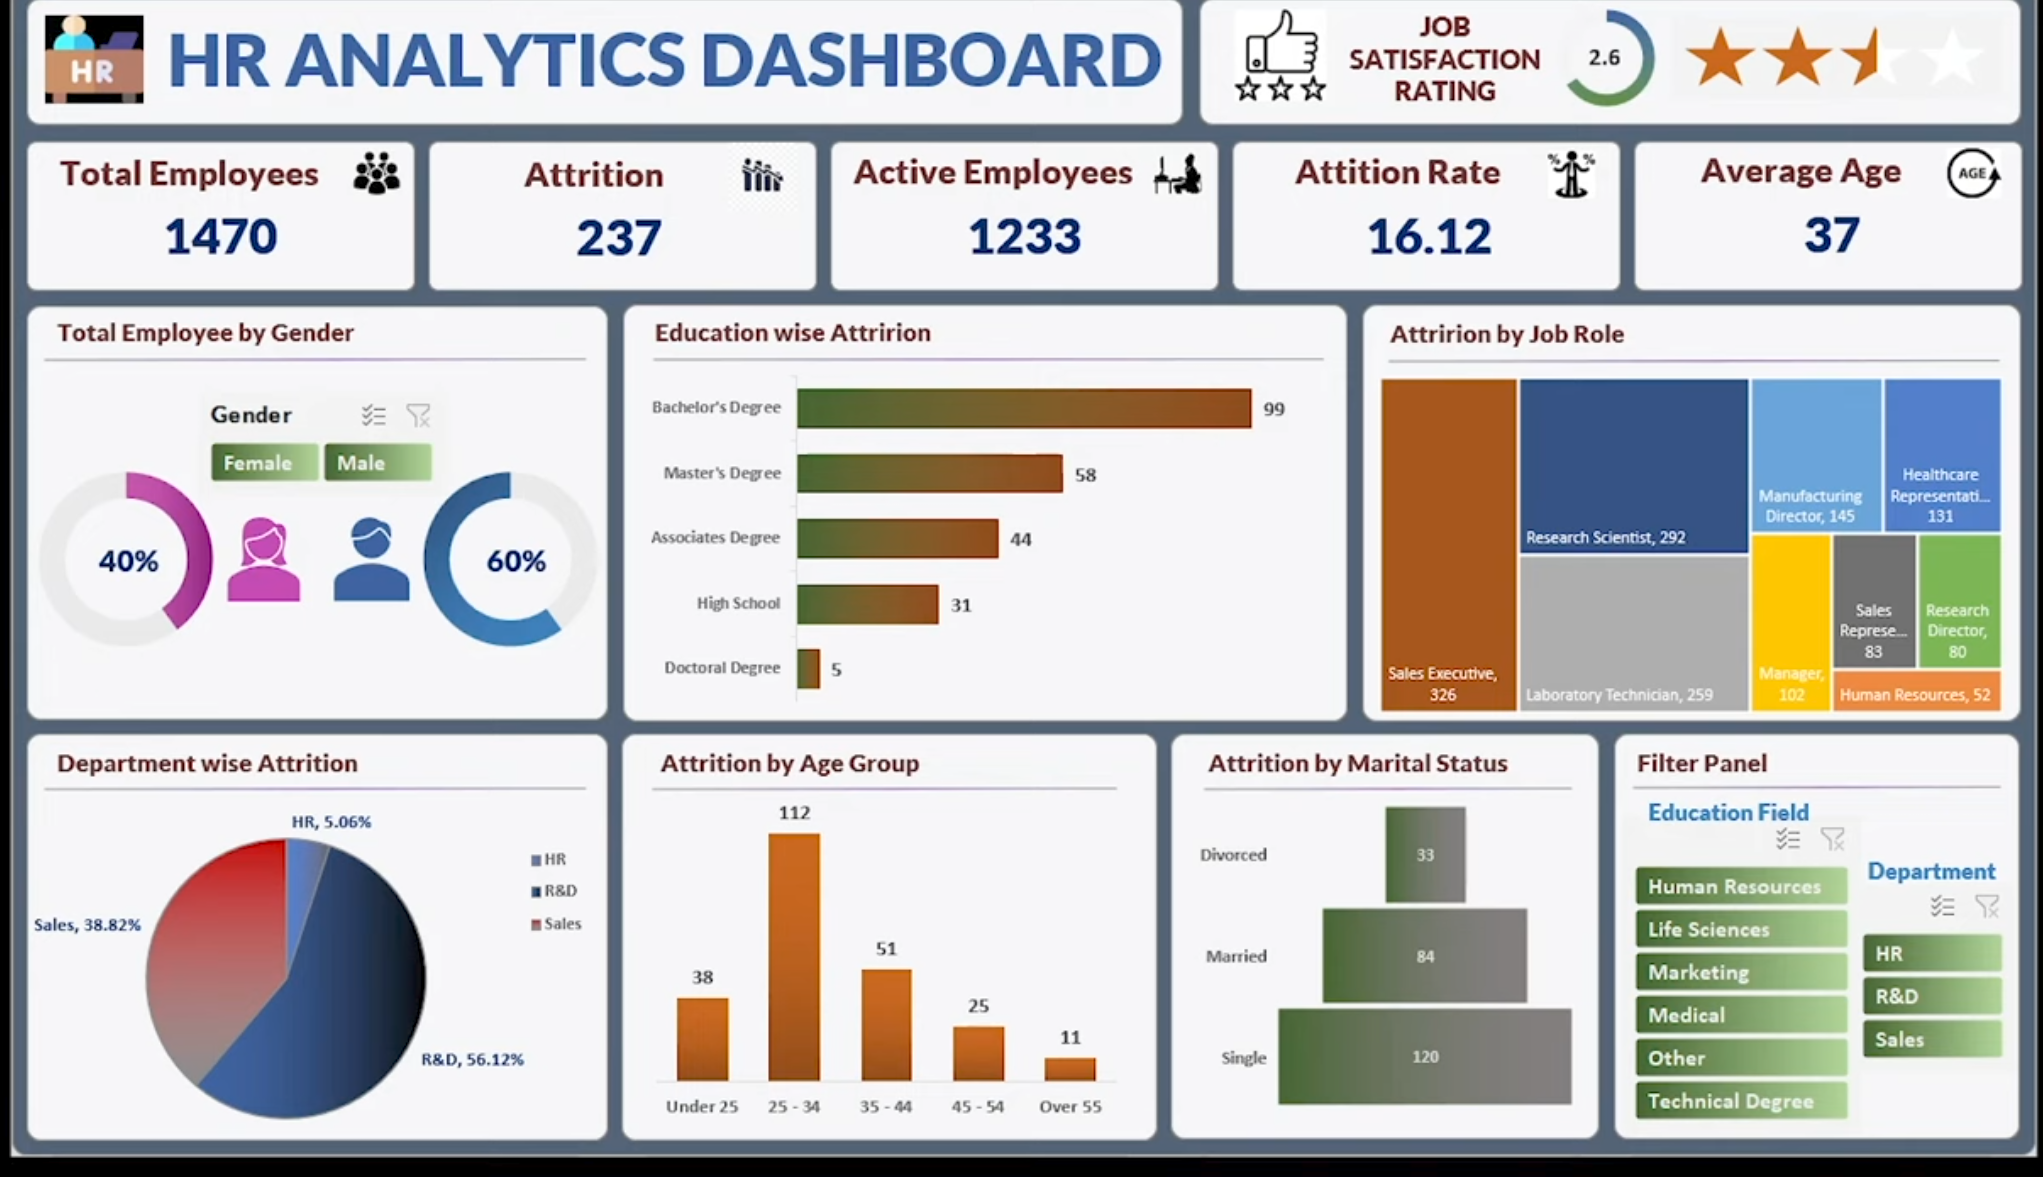 HR
HR ANALYTICS DASHBOARD
JOB
SATISFACTION
RATING
2.6
Total Employees
1470
Attrition
237
Active Employees
1233
Attition Rate
% %
16.12
Average Age
AGE
37
Total Employee by Gender
Gender
Female
Male
40%
60%
Education wise Attririon
Bachelor's Degree
99
Master's Degree
58
Associates Degree
44
High School
31
Doctoral Degree
5
Attririon by Job Role
Sales Executive,
326
Research Scientist, 292
Laboratory Technician, 259
Manufacturing
Director, 145
Healthcare
Representati...
131
Manager,
102
Sales
Represe...
83
Research
Director,
80
Human Resources, 52
Department wise Attrition
HR, 5.06%
Sales, 38.82%
R&D, 56.12%
HR
R&D
Sales
Attrition by Age Group
38
112
51
25
11
Under 25
25 - 34
35 - 44
45 - 54
Over 55
Attrition by Marital Status
Divorced
33
Married
84
Single
120
Filter Panel
Education Field
Human Resources
Life Sciences
Marketing
Medical
Other
Technical Degree
Department
HR
R&D
Sales